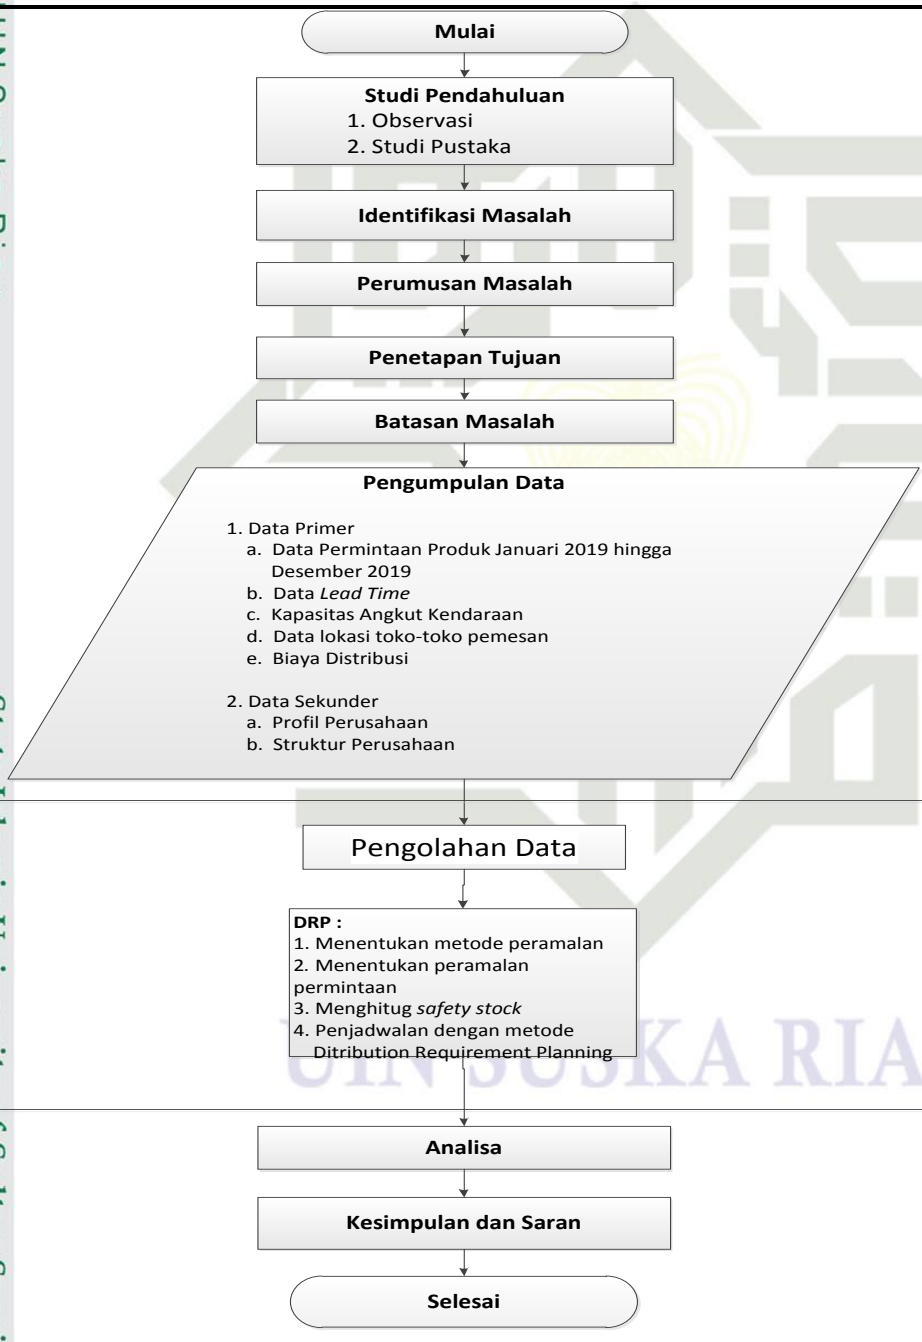 Mulai
Studi Pendahuluan
1. Observasi
2. Studi Pustaka
Identifikasi Masalah
Perumusan Masalah
Penetapan Tujuan
Batasan Masalah
Pengumpulan Data
1. Data Primer
a. Data Permintaan Produk Januari 2019 hingga
Desember 2019
b. Data Lead Time
c. Kapasitas Angkut Kendaraan
d. Data lokasi toko-toko pemesan
e. Biaya Distribusi
2. Data Sekunder
a. Profil Perusahaan
b. Struktur Perusahaan
Pengolahan Data
DRP :
1. Menentukan metode peramalan
2. Menentukan peramalan
permintaan
3. Menghitug safety stock
4. Penjadwalan dengan metode
Ditribution Requirement Planning
UIN SUSKA RIA
Analisa
Kesimpulan dan Saran
Selesai